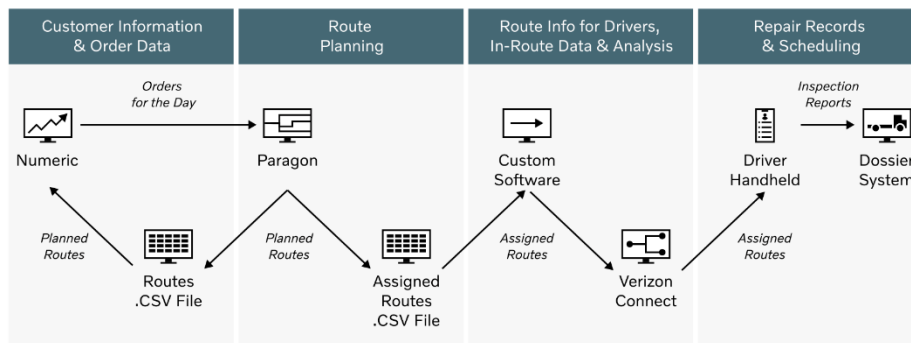 Customer Information
& Order Data
Route
Planning
Route Info for Drivers,
In-Route Data & Analysis
Repair Records
& Scheduling
Orders
for the Day
Inspection
Reports
Numeric
Paragon
Custom
Software
Driver
Handheld
Dossier
System
Planned
Routes
Planned
Routes
Assigned
Routes
Assigned
Routes
Routes
.CSV File
Assigned
Routes
.CSV File
Verizon
Connect